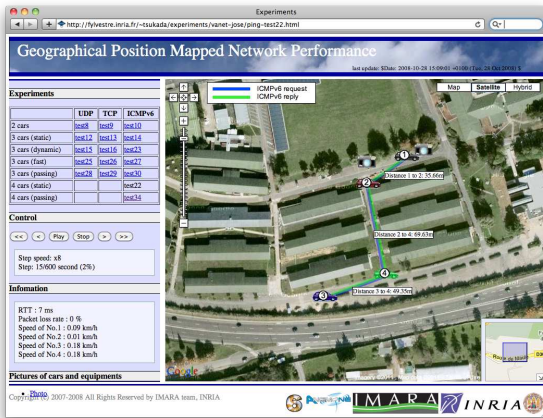 Experiments
http://fylvestre.inria.fr/~tsukada/experiments/vanet-jose/ping-test22.html
Geographical Position Mapped Network Performance
last update: $Date: 2008-10-28 15:09:01 +0100 (Tue, 28 Oct 2008) $
Experiments
UDP TCP ICMPv6
2 cars test8 test9 test10
3 cars (static) test12 test13 test14
3 cars (dynamic) test15 test16 test23
3 cars (fast) test25 test26 test27
3 cars (passing) test28 test29 test30
4 cars (static) test22
4 cars (passing) test34
Control
<< < Play Stop > >>
Step speed: x8
Step: 15/600 second (2%)
Infomation
RTT : 7 ms
Packet loss rate : 0 %
Speed of No.1 : 0.09 km/h
Speed of No.2 : 0.01 km/h
Speed of No.3 : 0.18 km/h
Speed of No.4 : 0.18 km/h
Pictures of cars and equipments
Photo
ICMPv6 request
ICMPv6 reply
Map Satellite Hybrid
1
Distance 1 to 2: 35.66m
2
Distance 2 to 4: 69.63m
4
3
Distance 3 to 4: 49.35m
Google
Copyright (c) 2007-2008 All Rights Reserved by IMARA team, INRIA
IMARA
INRIA